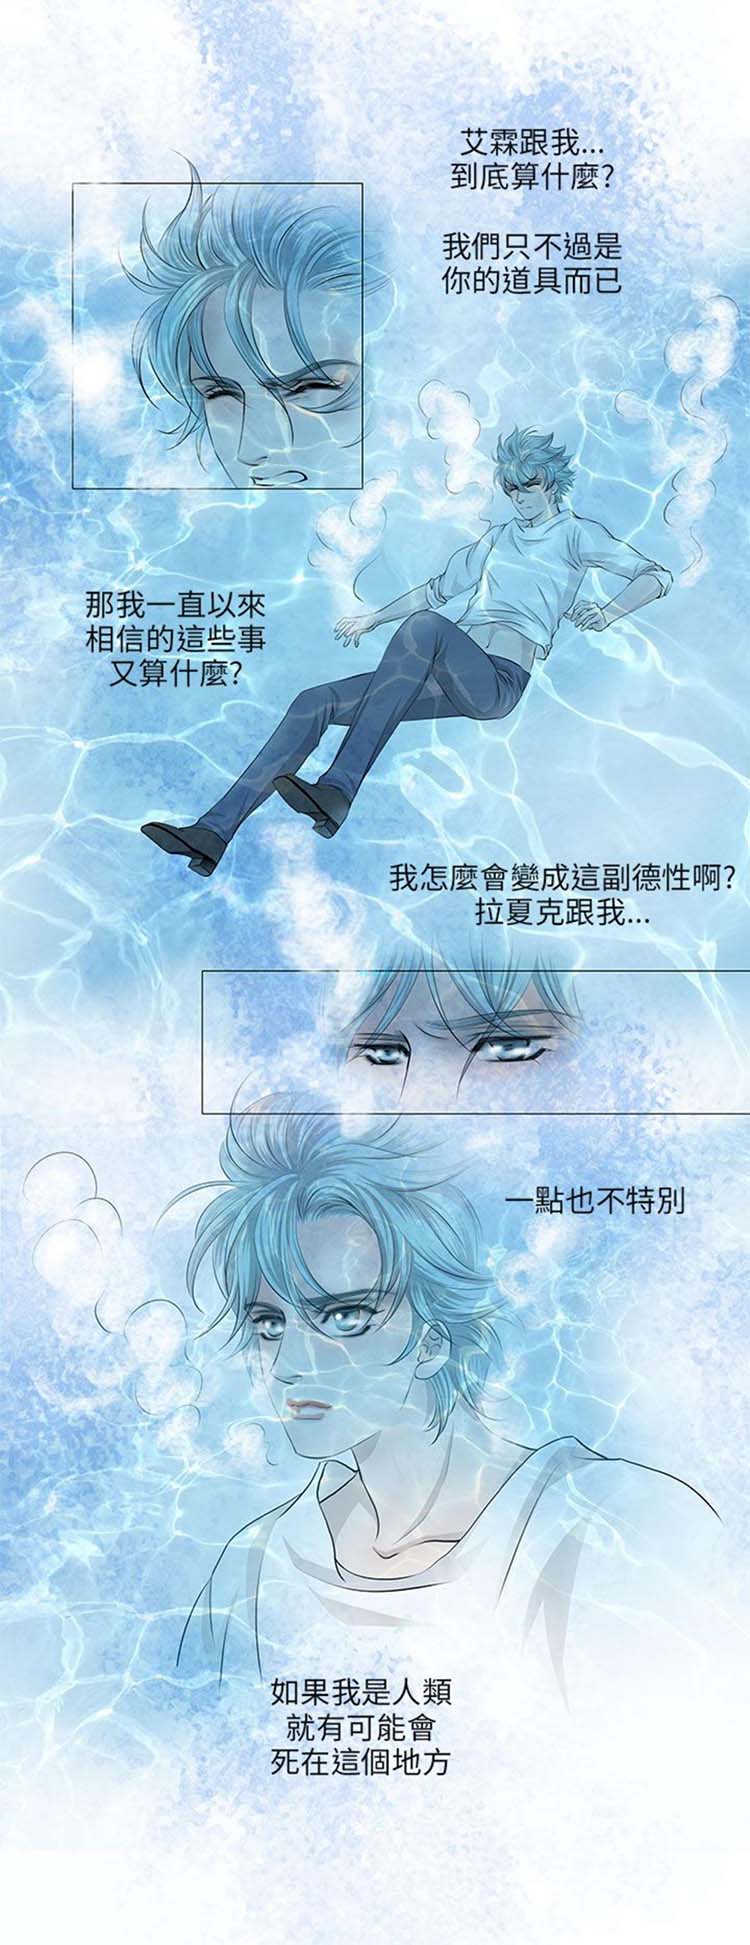 艾霖跟我...
到底算什麼?
我們只不過是
你的道具而已
那我一直以來
相信的這些事
又算什麼?
我怎麼會變成這副德性啊?
拉夏克跟我...
一點也不特別
如果我是人類
就有可能會
死在這個地方